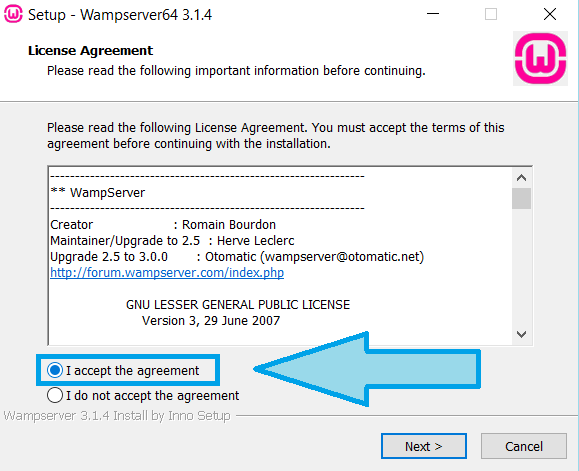 Setup - Wampserver64 3.1.4
License Agreement
Please read the following important information before continuing.
Please read the following License Agreement. You must accept the terms of this
agreement before continuing with the installation.
------------------------------------------------------------------
** WampServer
------------------------------------------------------------------
Creator : Romain Bourdon
Maintainer/Upgrade to 2.5 : Herve Leclerc
Upgrade 2.5 to 3.0.0 : Otomatic (wampserver@otomatic.net)
http://forum.wampserver.com/index.php
GNU LESSER GENERAL PUBLIC LICENSE
Version 3, 29 June 2007
I accept the agreement
I do not accept the agreement
Wampserver 3.1.4 Install by Inno Setup
Next >
Cancel